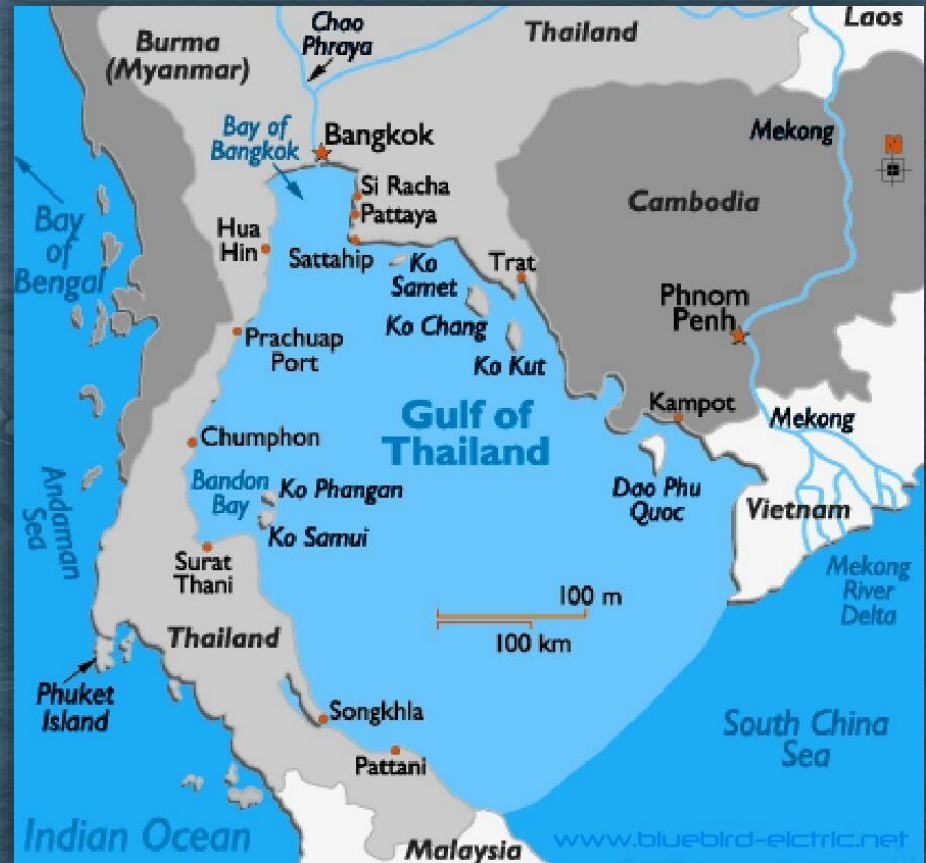 Laos
Chao
Phraya
Thailand
Burma
(Myanmar)
Mekong
Bay of
Bangkok
Bangkok
Si Racha
Pattaya
Cambodia
Bay
of
Bengal
Hua
Hin
Sattahip
Ko
Samet
Trat
Phnom
Penh
Ko Chang
Prachuap
Port
Ko Kut
Kampot
Gulf of
Thailand
Mekong
Chumphon
Bandon
Bay
Ko Phangan
Ko Samui
Dao Phu
Quoc
Vietnam
Andaman
Sea
Surat
Thani
Mekong
River
Delta
100 m
100 km
Thailand
Phuket
Island
Songkhla
Pattani
South China
Sea
Indian Ocean
Malaysia
www.bluebird-elctric.net